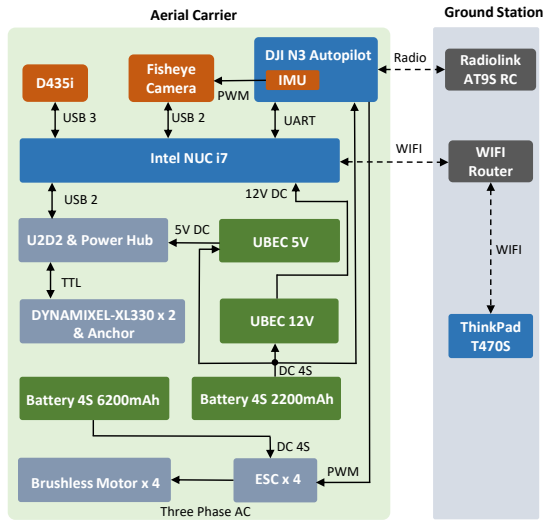 Aerial Carrier
Ground Station
DJI N3 Autopilot
IMU
Radio
Radiolink
AT9S RC
D435i
Fisheye
Camera
PWM
USB 3
USB 2
UART
Intel NUC i7
WIFI
WIFI
Router
12V DC
USB 2
U2D2 & Power Hub
5V DC
UBEC 5V
WIFI
TTL
DYNAMIXEL-XL330 x 2
& Anchor
UBEC 12V
ThinkPad
T470S
DC 4S
Battery 4S 6200mAh
Battery 4S 2200mAh
DC 4S
Brushless Motor x 4
ESC x 4
PWM
Three Phase AC